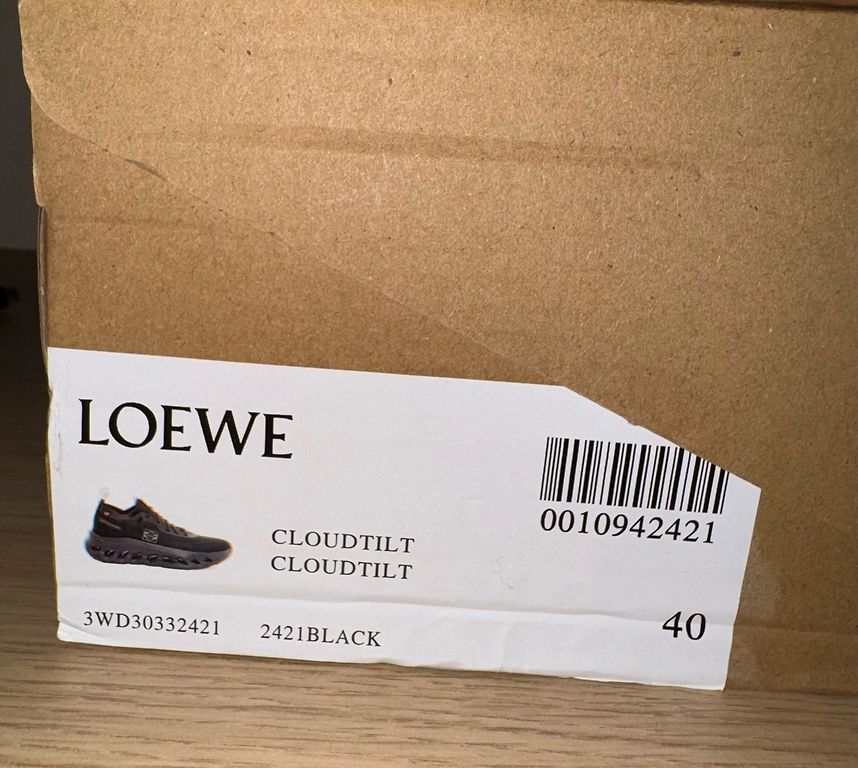 LOEWE
0010942421
CLOUDTILT
CLOUDTILT
3WD30332421 2421BLACK
40